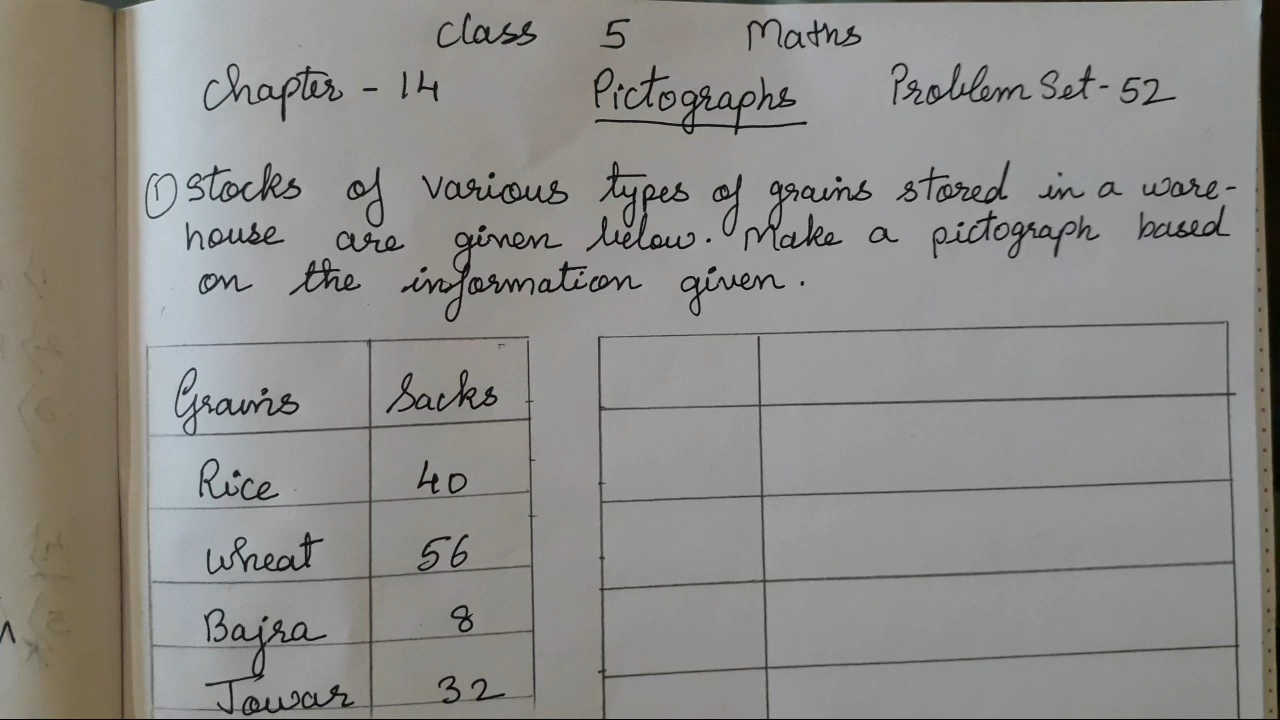 Class 5 Maths
Chapter - 14 Pictographs Problem Set - 52
① Stocks of various types of grains stored in a ware-
house are given below. Make a pictograph based
on the information given.
Grains Sacks
Rice 40
Wheat 56
Bajra 8
Jowar 32